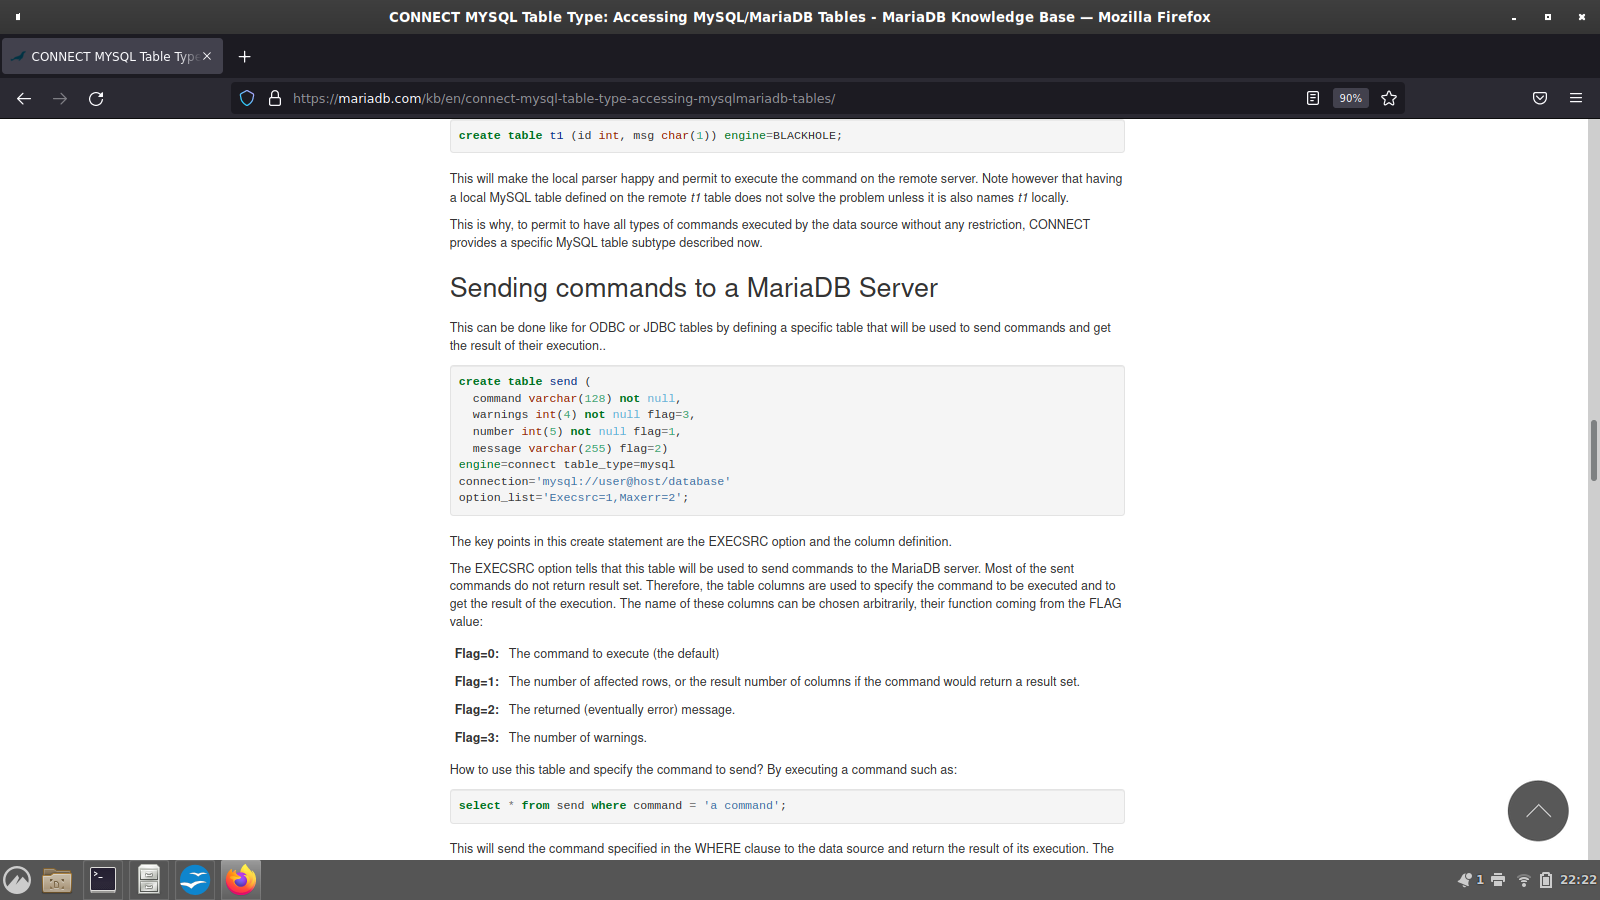 CONNECT MYSQL Table Type: Accessing MySQL/MariaDB Tables - MariaDB Knowledge Base — Mozilla Firefox
CONNECT MYSQL Table Type
https://mariadb.com/kb/en/connect-mysql-table-type-accessing-mysqlmariadb-tables/
90%
create table t1 (id int, msg char(1)) engine=BLACKHOLE;
This will make the local parser happy and permit to execute the command on the remote server. Note however that having
a local MySQL table defined on the remote t1 table does not solve the problem unless it is also names t1 locally.
This is why, to permit to have all types of commands executed by the data source without any restriction, CONNECT
provides a specific MySQL table subtype described now.
Sending commands to a MariaDB Server
This can be done like for ODBC or JDBC tables by defining a specific table that will be used to send commands and get
the result of their execution..
create table send (
  command varchar(128) not null,
  warnings int(4) not null flag=3,
  number int(5) not null flag=1,
  message varchar(255) flag=2)
engine=connect table_type=mysql
connection='mysql://user@host/database'
option_list='Execsrc=1,Maxerr=2';
The key points in this create statement are the EXECSRC option and the column definition.
The EXECSRC option tells that this table will be used to send commands to the MariaDB server. Most of the sent
commands do not return result set. Therefore, the table columns are used to specify the command to be executed and to
get the result of the execution. The name of these columns can be chosen arbitrarily, their function coming from the FLAG
value:
Flag=0: The command to execute (the default)
Flag=1: The number of affected rows, or the result number of columns if the command would return a result set.
Flag=2: The returned (eventually error) message.
Flag=3: The number of warnings.
How to use this table and specify the command to send? By executing a command such as:
select * from send where command = 'a command';
This will send the command specified in the WHERE clause to the data source and return the result of its execution. The
1
22:22